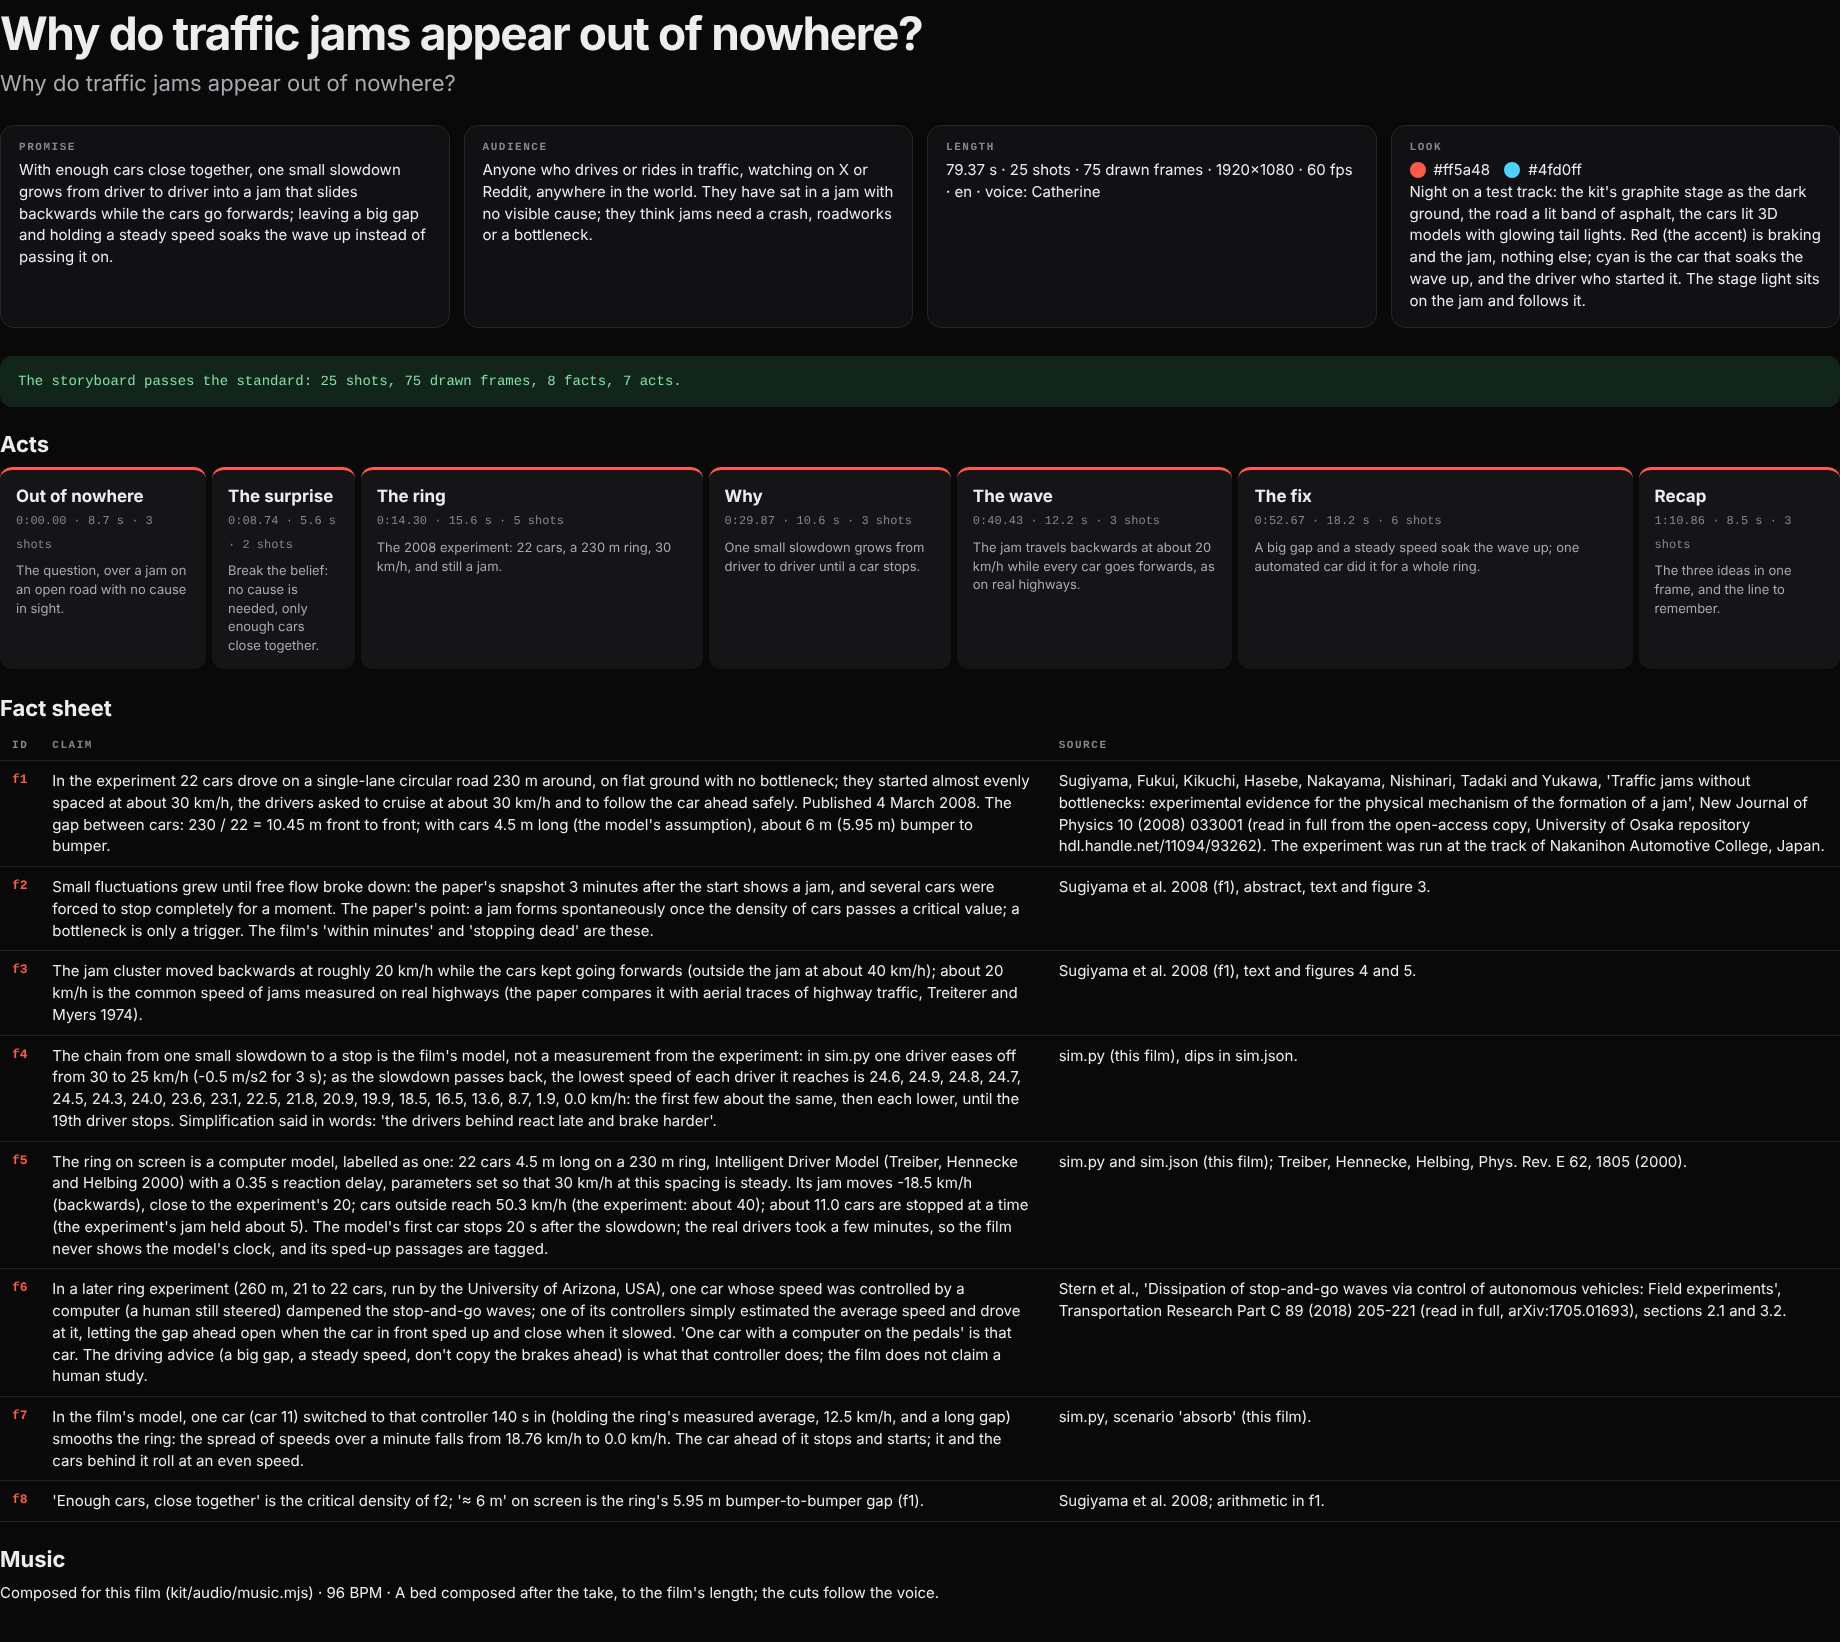 Why do traffic jams appear out of nowhere?
Why do traffic jams appear out of nowhere?
PROMISE
With enough cars close together, one small slowdown
grows from driver to driver into a jam that slides
backwards while the cars go forwards; leaving a big gap
and holding a steady speed soaks the wave up instead of
passing it on.
AUDIENCE
Anyone who drives or rides in traffic, watching on X or
Reddit, anywhere in the world. They have sat in a jam with
no visible cause; they think jams need a crash, roadworks
or a bottleneck.
LENGTH
79.37 s · 25 shots · 75 drawn frames · 1920×1080 · 60 fps
· en · voice: Catherine
LOOK
#ff5a48 #4fd0ff
Night on a test track: the kit's graphite stage as the dark
ground, the road a lit band of asphalt, the cars lit 3D
models with glowing tail lights. Red (the accent) is braking
and the jam, nothing else; cyan is the car that soaks the
wave up, and the driver who started it. The stage light sits
on the jam and follows it.
The storyboard passes the standard: 25 shots, 75 drawn frames, 8 facts, 7 acts.
Acts
Out of nowhere
0:00.00 · 8.7 s · 3
shots
The question, over a jam on
an open road with no cause
in sight.
The surprise
0:08.74 · 5.6 s
· 2 shots
Break the belief:
no cause is
needed, only
enough cars
close together.
The ring
0:14.30 · 15.6 s · 5 shots
The 2008 experiment: 22 cars, a 230 m ring, 30
km/h, and still a jam.
Why
0:29.87 · 10.6 s · 3 shots
One small slowdown grows from
driver to driver until a car stops.
The wave
0:40.43 · 12.2 s · 3 shots
The jam travels backwards at about 20
km/h while every car goes forwards, as
on real highways.
The fix
0:52.67 · 18.2 s · 6 shots
A big gap and a steady speed soak the wave up; one
automated car did it for a whole ring.
Recap
1:10.86 · 8.5 s · 3
shots
The three ideas in one
frame, and the line to
remember.
Fact sheet
ID CLAIM SOURCE
f1
In the experiment 22 cars drove on a single-lane circular road 230 m around, on flat ground with no bottleneck; they started almost evenly
spaced at about 30 km/h, the drivers asked to cruise at about 30 km/h and to follow the car ahead safely. Published 4 March 2008. The
gap between cars: 230 / 22 = 10.45 m front to front; with cars 4.5 m long (the model's assumption), about 6 m (5.95 m) bumper to
bumper.
Sugiyama, Fukui, Kikuchi, Hasebe, Nakayama, Nishinari, Tadaki and Yukawa, 'Traffic jams without
bottlenecks: experimental evidence for the physical mechanism of the formation of a jam', New Journal of
Physics 10 (2008) 033001 (read in full from the open-access copy, University of Osaka repository
hdl.handle.net/11094/93262). The experiment was run at the track of Nakanihon Automotive College, Japan.
f2
Small fluctuations grew until free flow broke down: the paper's snapshot 3 minutes after the start shows a jam, and several cars were
forced to stop completely for a moment. The paper's point: a jam forms spontaneously once the density of cars passes a critical value; a
bottleneck is only a trigger. The film's 'within minutes' and 'stopping dead' are these.
Sugiyama et al. 2008 (f1), abstract, text and figure 3.
f3
The jam cluster moved backwards at roughly 20 km/h while the cars kept going forwards (outside the jam at about 40 km/h); about 20
km/h is the common speed of jams measured on real highways (the paper compares it with aerial traces of highway traffic, Treiterer and
Myers 1974).
Sugiyama et al. 2008 (f1), text and figures 4 and 5.
f4
The chain from one small slowdown to a stop is the film's model, not a measurement from the experiment: in sim.py one driver eases off
from 30 to 25 km/h (-0.5 m/s2 for 3 s); as the slowdown passes back, the lowest speed of each driver it reaches is 24.6, 24.9, 24.8, 24.7,
24.5, 24.3, 24.0, 23.6, 23.1, 22.5, 21.8, 20.9, 19.9, 18.5, 16.5, 13.6, 8.7, 1.9, 0.0 km/h: the first few about the same, then each lower, until the
19th driver stops. Simplification said in words: 'the drivers behind react late and brake harder'.
sim.py (this film), dips in sim.json.
f5
The ring on screen is a computer model, labelled as one: 22 cars 4.5 m long on a 230 m ring, Intelligent Driver Model (Treiber, Hennecke
and Helbing 2000) with a 0.35 s reaction delay, parameters set so that 30 km/h at this spacing is steady. Its jam moves -18.5 km/h
(backwards), close to the experiment's 20; cars outside reach 50.3 km/h (the experiment: about 40); about 11.0 cars are stopped at a time
(the experiment's jam held about 5). The model's first car stops 20 s after the slowdown; the real drivers took a few minutes, so the film
never shows the model's clock, and its sped-up passages are tagged.
sim.py and sim.json (this film); Treiber, Hennecke, Helbing, Phys. Rev. E 62, 1805 (2000).
f6
In a later ring experiment (260 m, 21 to 22 cars, run by the University of Arizona, USA), one car whose speed was controlled by a
computer (a human still steered) dampened the stop-and-go waves; one of its controllers simply estimated the average speed and drove
at it, letting the gap ahead open when the car in front sped up and close when it slowed. 'One car with a computer on the pedals' is that
car. The driving advice (a big gap, a steady speed, don't copy the brakes ahead) is what that controller does; the film does not claim a
human study.
Stern et al., 'Dissipation of stop-and-go waves via control of autonomous vehicles: Field experiments',
Transportation Research Part C 89 (2018) 205-221 (read in full, arXiv:1705.01693), sections 2.1 and 3.2.
f7
In the film's model, one car (car 11) switched to that controller 140 s in (holding the ring's measured average, 12.5 km/h, and a long gap)
smooths the ring: the spread of speeds over a minute falls from 18.76 km/h to 0.0 km/h. The car ahead of it stops and starts; it and the
cars behind it roll at an even speed.
sim.py, scenario 'absorb' (this film).
f8
'Enough cars, close together' is the critical density of f2; '≈ 6 m' on screen is the ring's 5.95 m bumper-to-bumper gap (f1).
Sugiyama et al. 2008; arithmetic in f1.
Music
Composed for this film (kit/audio/music.mjs) · 96 BPM · A bed composed after the take, to the film's length; the cuts follow the voice.